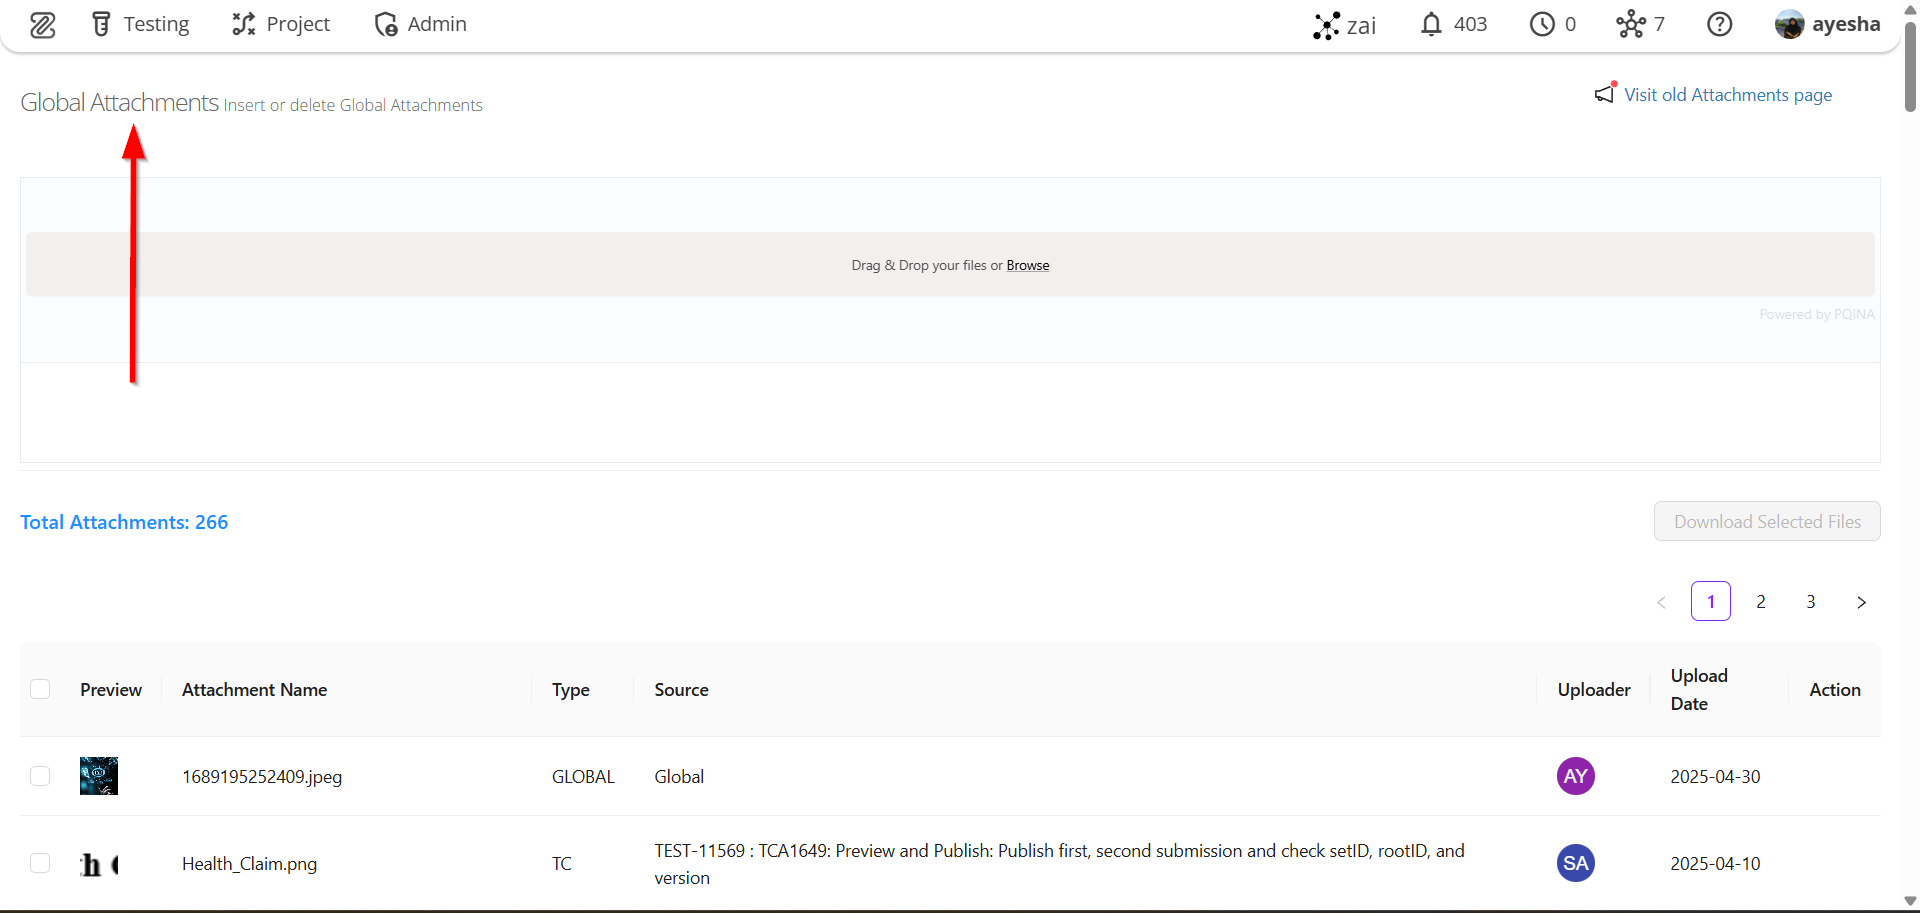 Testing Project Admin zai 403 0 7 ayesha
Global Attachments Insert or delete Global Attachments
Visit old Attachments page
Drag & Drop your files or Browse
Powered by PQINA
Total Attachments: 266
Download Selected Files
1 2 3
Preview Attachment Name Type Source Uploader Upload Date Action
1689195252409.jpeg GLOBAL Global AY 2025-04-30
Health_Claim.png TC TEST-11569 : TCA1649: Preview and Publish: Publish first, second submission and check setID, rootID, and
version
SA 2025-04-10